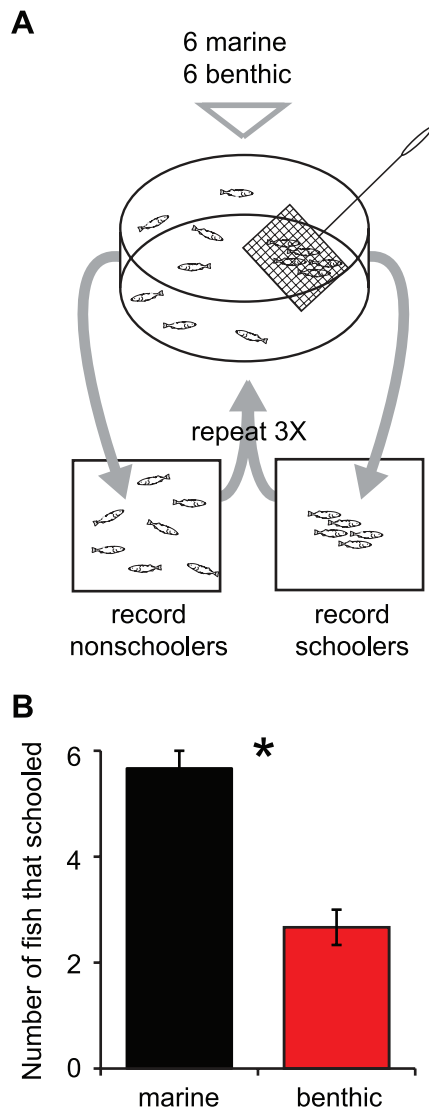 A
6 marine
6 benthic
repeat 3X
record
nonschoolers
record
schoolers
B
Number of fish that schooled
6
*
4
2
0
marine
benthic